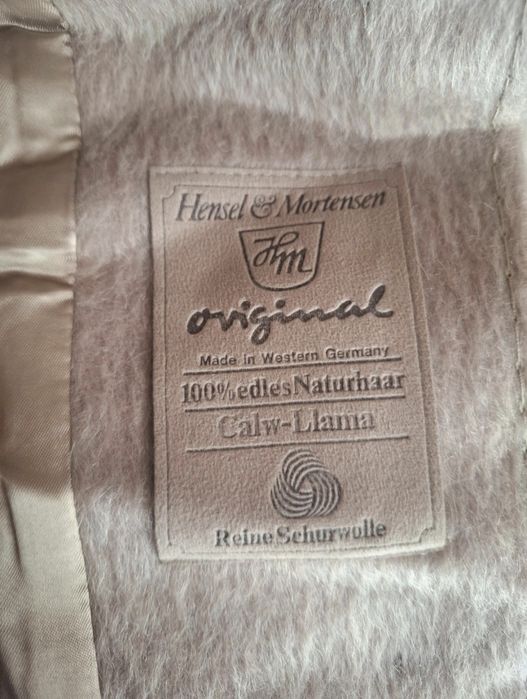 Hensel & Mortensen
HM
original
Made in Western Germany
100% edles Naturhaar
Calw-Llama
Reine Schurwolle